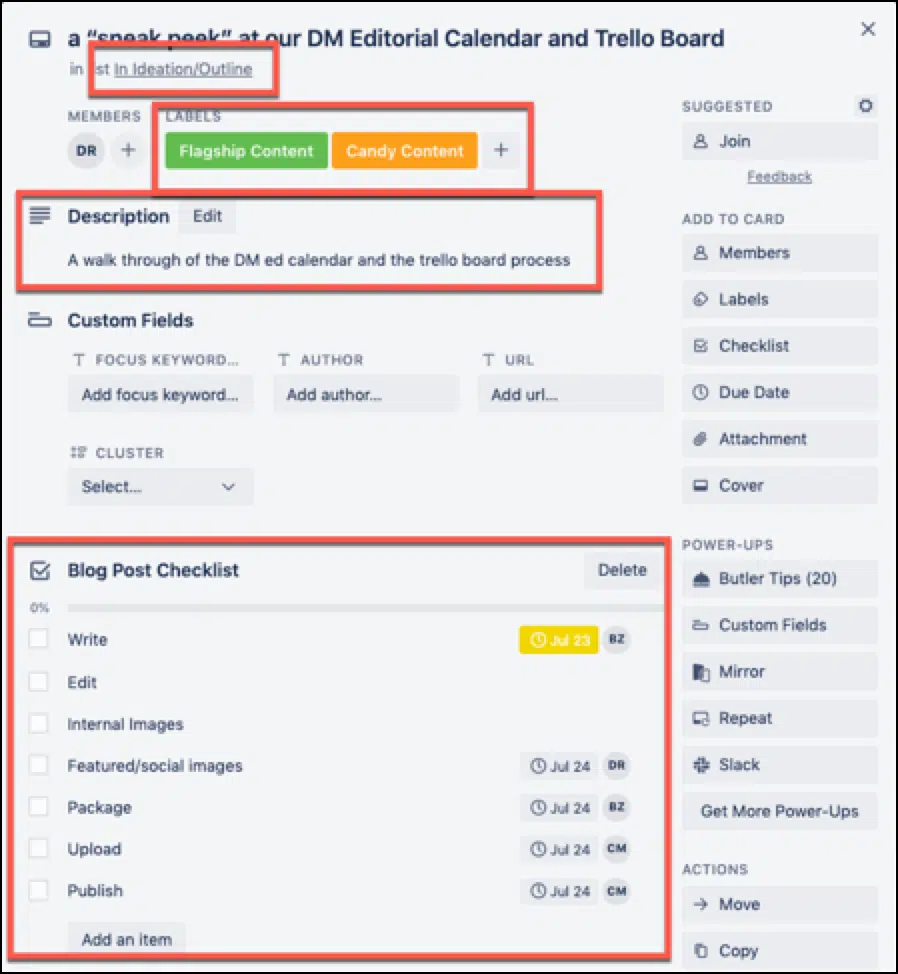 a “sneak peek” at our DM Editorial Calendar and Trello Board
in list In Ideation/Outline
MEMBERS
LABELS
DR
Flagship Content
Candy Content
Description
Edit
A walk through of the DM ed calendar and the trello board process
Custom Fields
FOCUS KEYWORD...
AUTHOR
URL
Add focus keyword...
Add author...
Add url...
CLUSTER
Select...
Blog Post Checklist
Delete
0%
Write
Jul 23
BZ
Edit
Internal Images
Featured/social images
Jul 24
DR
Package
Jul 24
BZ
Upload
Jul 24
CM
Publish
Jul 24
CM
Add an item
SUGGESTED
Join
Feedback
ADD TO CARD
Members
Labels
Checklist
Due Date
Attachment
Cover
POWER-UPS
Butler Tips (20)
Custom Fields
Mirror
Repeat
Slack
Get More Power-Ups
ACTIONS
Move
Copy